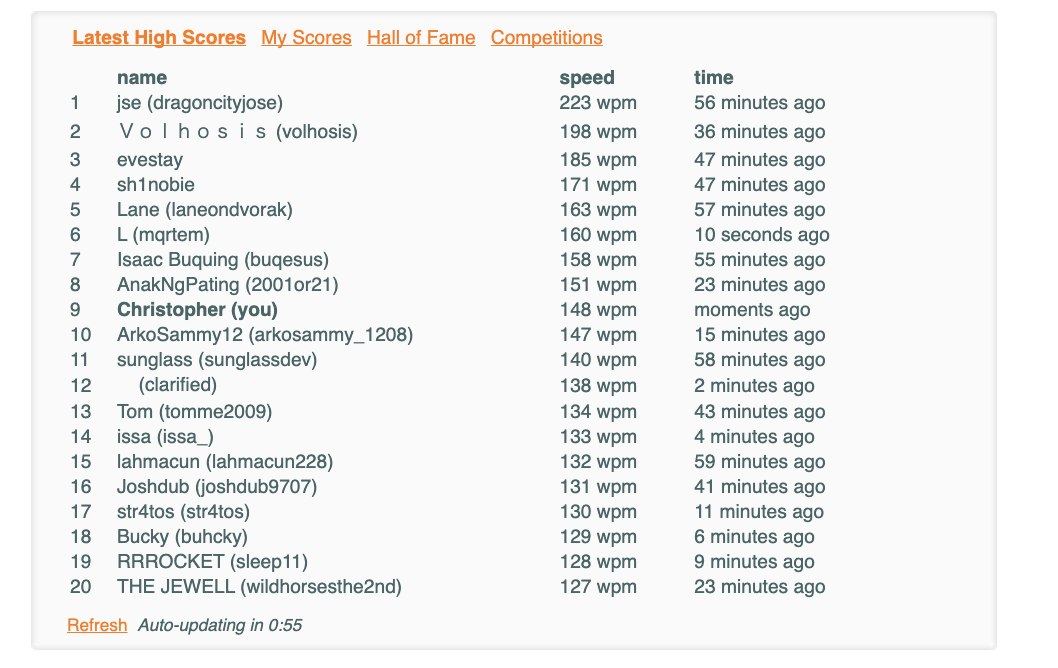 Latest High Scores My Scores Hall of Fame Competitions
name speed time
1 jse (dragoncityjose) 223 wpm 56 minutes ago
2 Ｖｏｌｈｏｓｉｓ (volhosis) 198 wpm 36 minutes ago
3 evestay 185 wpm 47 minutes ago
4 sh1nobie 171 wpm 47 minutes ago
5 Lane (laneondvorak) 163 wpm 57 minutes ago
6 L (mqrtem) 160 wpm 10 seconds ago
7 Isaac Buquing (buqesus) 158 wpm 55 minutes ago
8 AnakNgPating (2001or21) 151 wpm 23 minutes ago
9 Christopher (you) 148 wpm moments ago
10 ArkoSammy12 (arkosammy_1208) 147 wpm 15 minutes ago
11 sunglass (sunglassdev) 140 wpm 58 minutes ago
12 (clarified) 138 wpm 2 minutes ago
13 Tom (tomme2009) 134 wpm 43 minutes ago
14 issa (issa_) 133 wpm 4 minutes ago
15 lahmacun (lahmacun228) 132 wpm 59 minutes ago
16 Joshdub (joshdub9707) 131 wpm 41 minutes ago
17 str4tos (str4tos) 130 wpm 11 minutes ago
18 Bucky (buhcky) 129 wpm 6 minutes ago
19 RRROCKET (sleep11) 128 wpm 9 minutes ago
20 THE JEWELL (wildhorsesthe2nd) 127 wpm 23 minutes ago
Refresh Auto-updating in 0:55